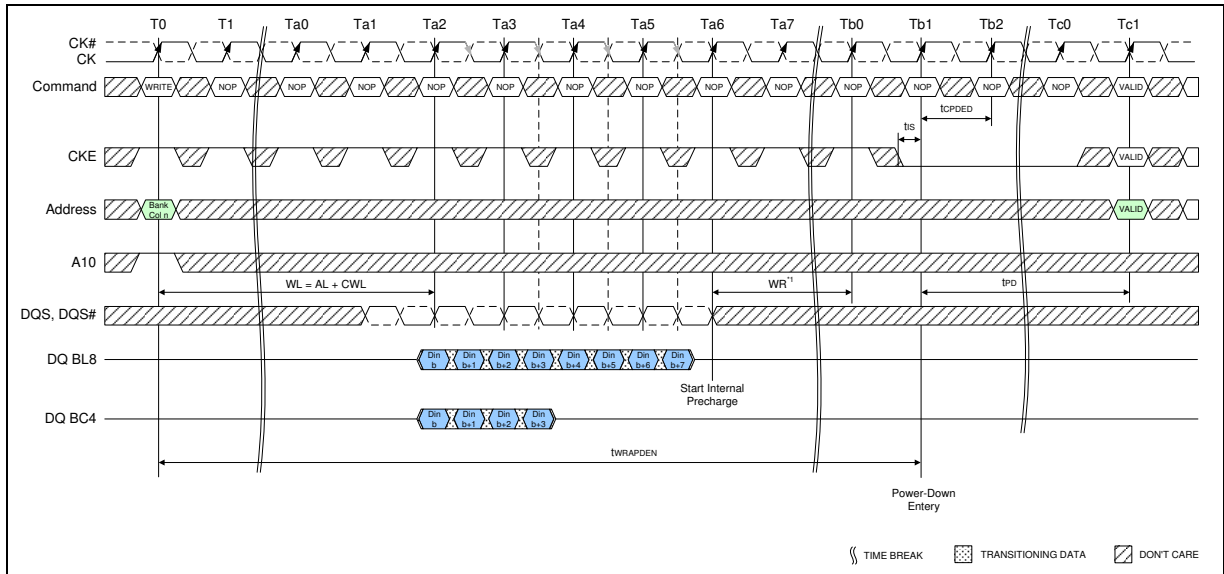 T0 T1 Ta0 Ta1 Ta2 Ta3 Ta4 Ta5 Ta6 Ta7 Tb0 Tb1 Tb2 Tc0 Tc1
CK#
CK
Command WRITE NOP NOP NOP NOP NOP NOP NOP NOP NOP NOP NOP NOP NOP VALID
tCPDED
tIS
CKE VALID
Address Bank Col n VALID
A10
WL = AL + CWL WR*1 tPD
DQS, DQS#
DQ BL8 Din b Din b+1 Din b+2 Din b+3 Din b+4 Din b+5 Din b+6 Din b+7
Start Internal
Precharge
DQ BC4 Din b Din b+1 Din b+2 Din b+3
tWRAPDEN
Power-Down
Entery
TIME BREAK TRANSITIONING DATA DON'T CARE